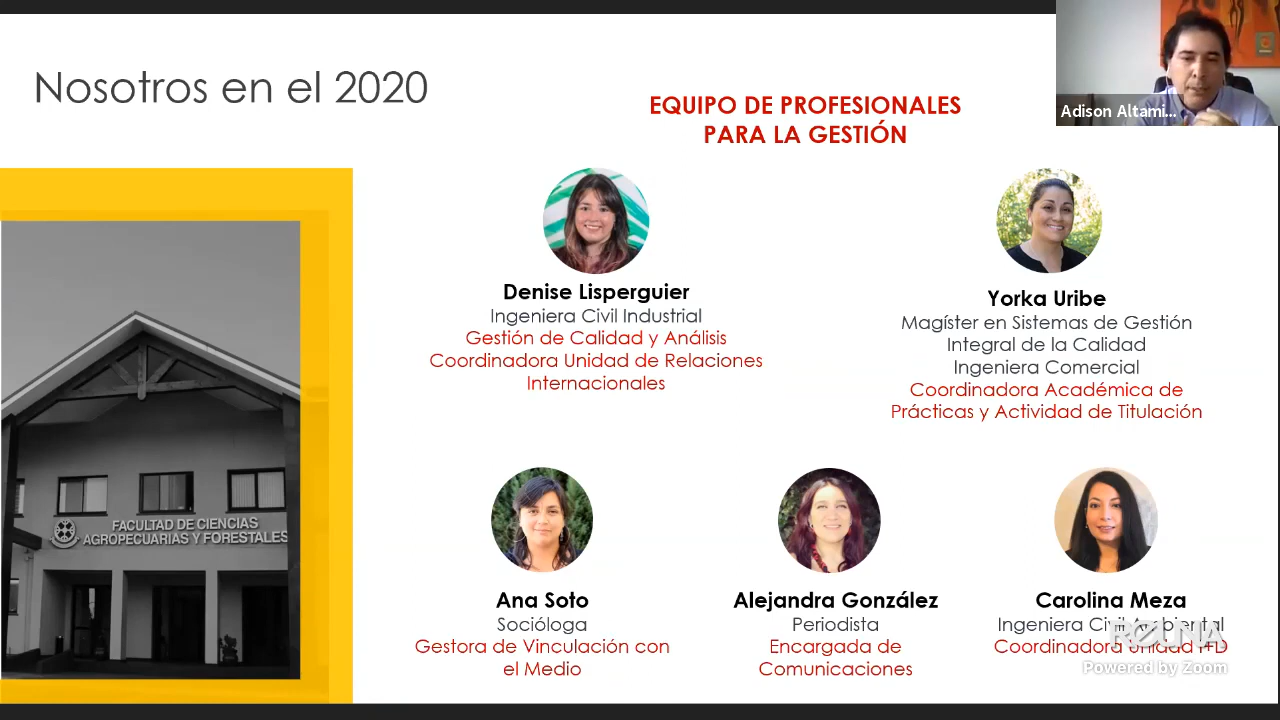 Nosotros en el 2020
EQUIPO DE PROFESIONALES
PARA LA GESTIÓN
Adison Altami...
Denise Lisperguier
Ingeniera Civil Industrial
Gestión de Calidad y Análisis
Coordinadora Unidad de Relaciones
Internacionales
Yorka Uribe
Magíster en Sistemas de Gestión
Integral de la Calidad
Ingeniera Comercial
Coordinadora Académica de
Prácticas y Actividad de Titulación
FACULTAD DE CIENCIAS
AGROPECUARIAS Y FORESTALES
Ana Soto
Socióloga
Gestora de Vinculación con
el Medio
Alejandra González
Periodista
Encargada de
Comunicaciones
Carolina Meza
Ingeniera Civil Ambiental
Coordinadora Unidad I+D
REUNA
Powered by Zoom